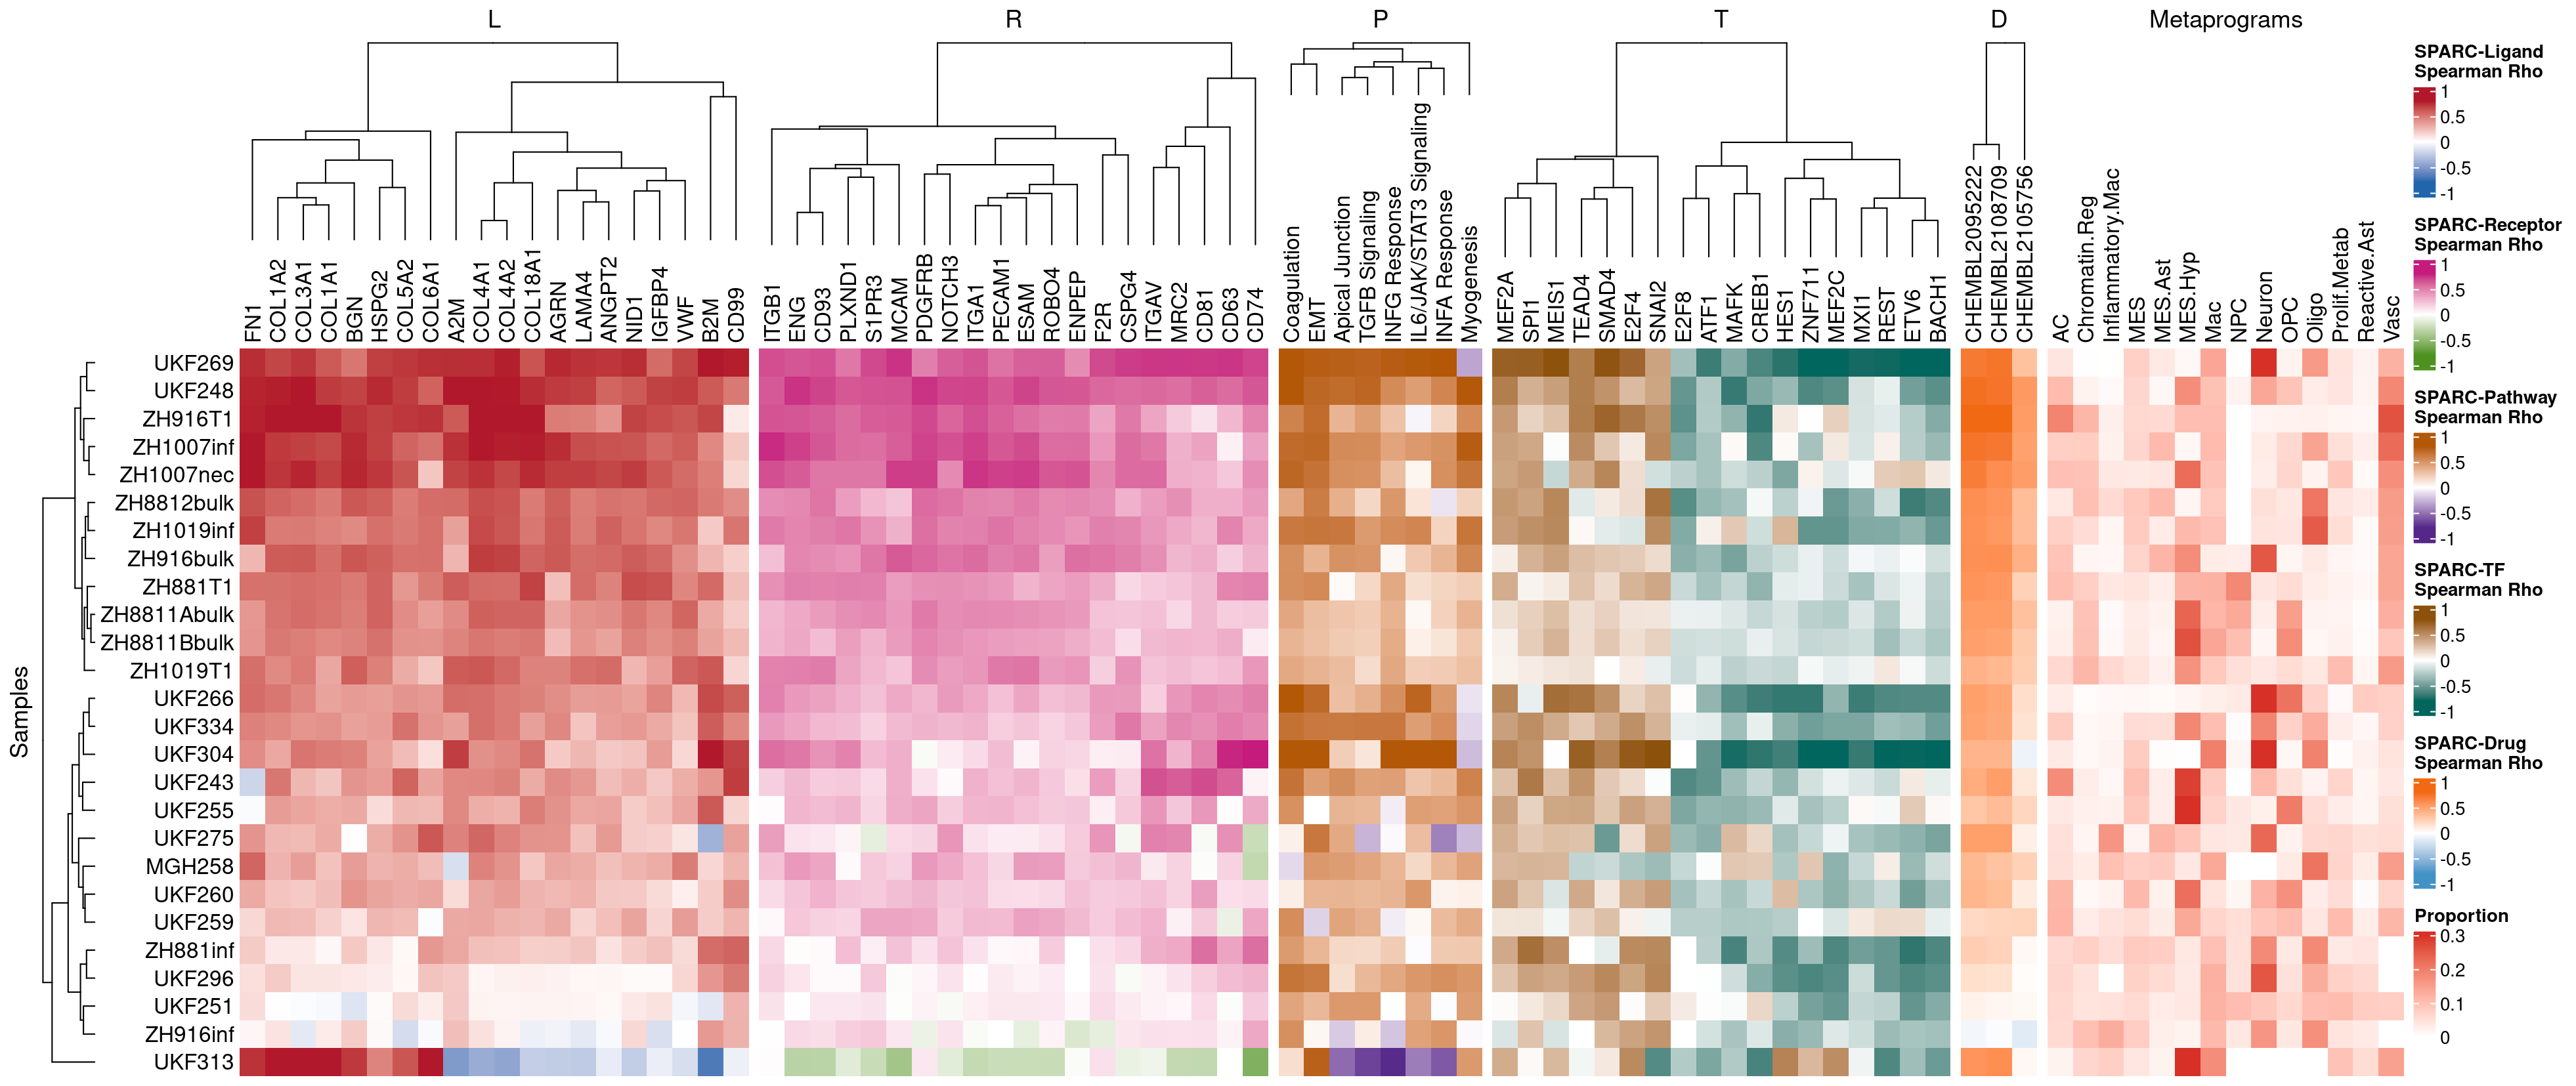 L R P T D Metaprograms
FN1
COL1A2
COL3A1
COL1A1
BGN
HSPG2
COL5A2
COL6A1
A2M
COL4A1
COL4A2
COL18A1
AGRN
LAMA4
ANGPT2
NID1
IGFBP4
VWF
B2M
CD99
ITGB1
ENG
CD93
PLXND1
S1PR3
MCAM
PDGFRB
NOTCH3
ITGA1
PECAM1
ESAM
ROBO4
ENPEP
F2R
CSPG4
ITGAV
MRC2
CD81
CD63
CD74
Coagulation
EMT
Apical Junction
TGFB Signaling
INFG Response
IL6/JAK/STAT3 Signaling
INFA Response
Myogenesis
MEF2A
SPI1
MEIS1
TEAD4
SMAD4
E2F4
SNAI2
E2F8
ATF1
MAFK
CREB1
HES1
ZNF711
MEF2C
MXI1
REST
ETV6
BACH1
CHEMBL2095222
CHEMBL2108709
CHEMBL2105756
AC
Chromatin.Reg
Inflammatory.Mac
MES
MES.Ast
MES.Hyp
Mac
NPC
Neuron
OPC
Oligo
Prolif.Metab
Reactive.Ast
Vasc
Samples
UKF269
UKF248
ZH916T1
ZH1007inf
ZH1007nec
ZH8812bulk
ZH1019inf
ZH916bulk
ZH881T1
ZH8811Abulk
ZH8811Bbulk
ZH1019T1
UKF266
UKF334
UKF304
UKF243
UKF255
UKF275
MGH258
UKF260
UKF259
ZH881inf
UKF296
UKF251
ZH916inf
UKF313
SPARC-Ligand
Spearman Rho
1
0.5
0
-0.5
-1
SPARC-Receptor
Spearman Rho
1
0.5
0
-0.5
-1
SPARC-Pathway
Spearman Rho
1
0.5
0
-0.5
-1
SPARC-TF
Spearman Rho
1
0.5
0
-0.5
-1
SPARC-Drug
Spearman Rho
1
0.5
0
-0.5
-1
Proportion
0.3
0.2
0.1
0